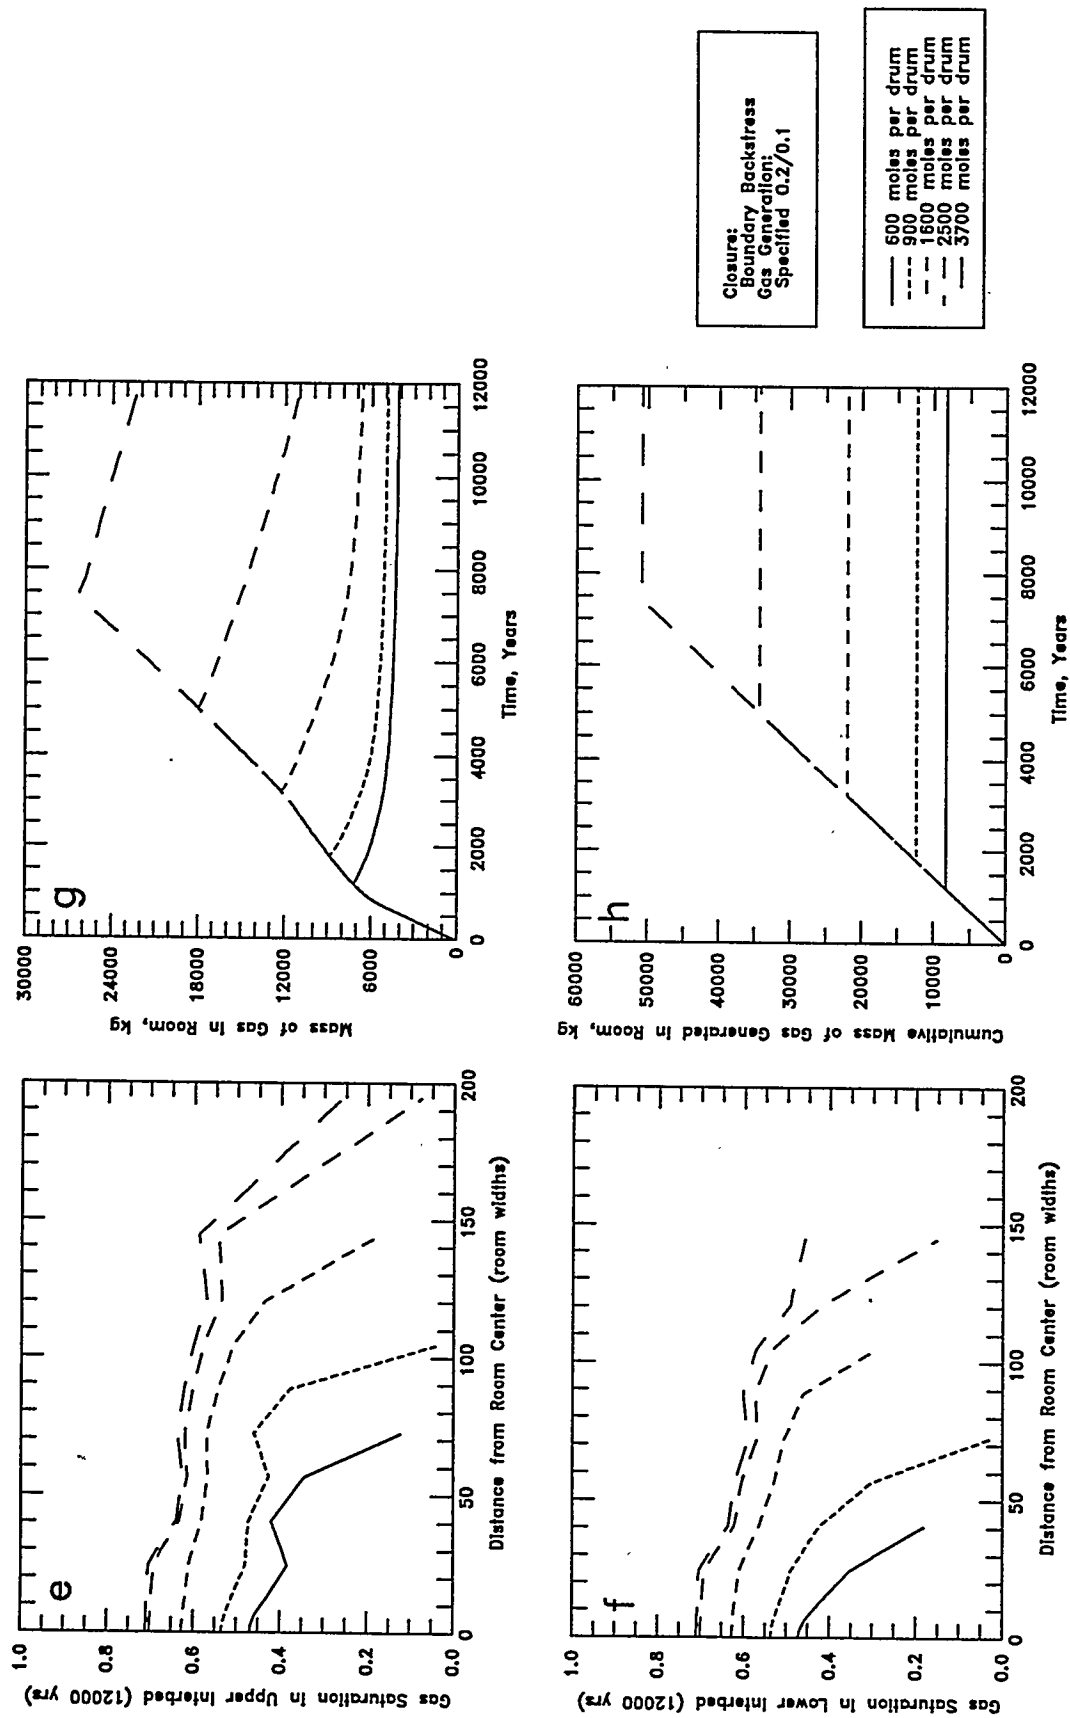 e
Gas Saturation in Upper Interbed (12000 yrs)
1.0
0.8
0.6
0.4
0.2
0.0
0
50
100
150
200
Distance from Room Center (room widths)
g
Mass of Gas in Room, kg
30000
24000
18000
12000
6000
0
0
2000
4000
6000
8000
10000
12000
Time, Years
f
Gas Saturation in Lower Interbed (12000 yrs)
1.0
0.8
0.6
0.4
0.2
0.0
0
50
100
150
200
Distance from Room Center (room widths)
h
Cumulative Mass of Gas Generated in Room, kg
60000
50000
40000
30000
20000
10000
0
0
2000
4000
6000
8000
10000
12000
Time, Years
Closure:
Boundary Backstress
Gas Generation:
Specified 0.2/0.1
600 moles per drum
900 moles per drum
1600 moles per drum
2500 moles per drum
3700 moles per drum